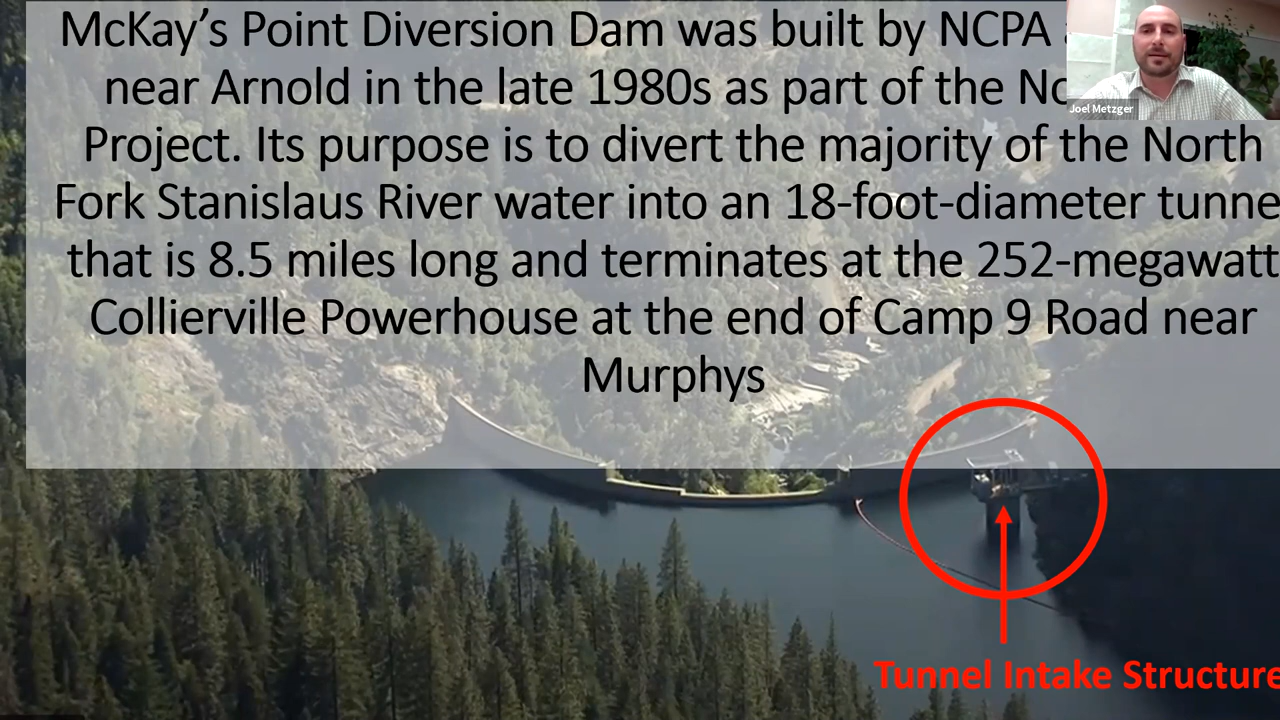 McKay's Point Diversion Dam was built by NCPA
near Arnold in the late 1980s as part of the
Project. Its purpose is to divert the majority of the North
Fork Stanislaus River water into an 18-foot-diameter
that is 8.5 miles long and terminates at the 252-megawatt
Collierville Powerhouse at the end of Camp 9 Road near
Murphys
Joel Metzger
Tunnel Intake Structure